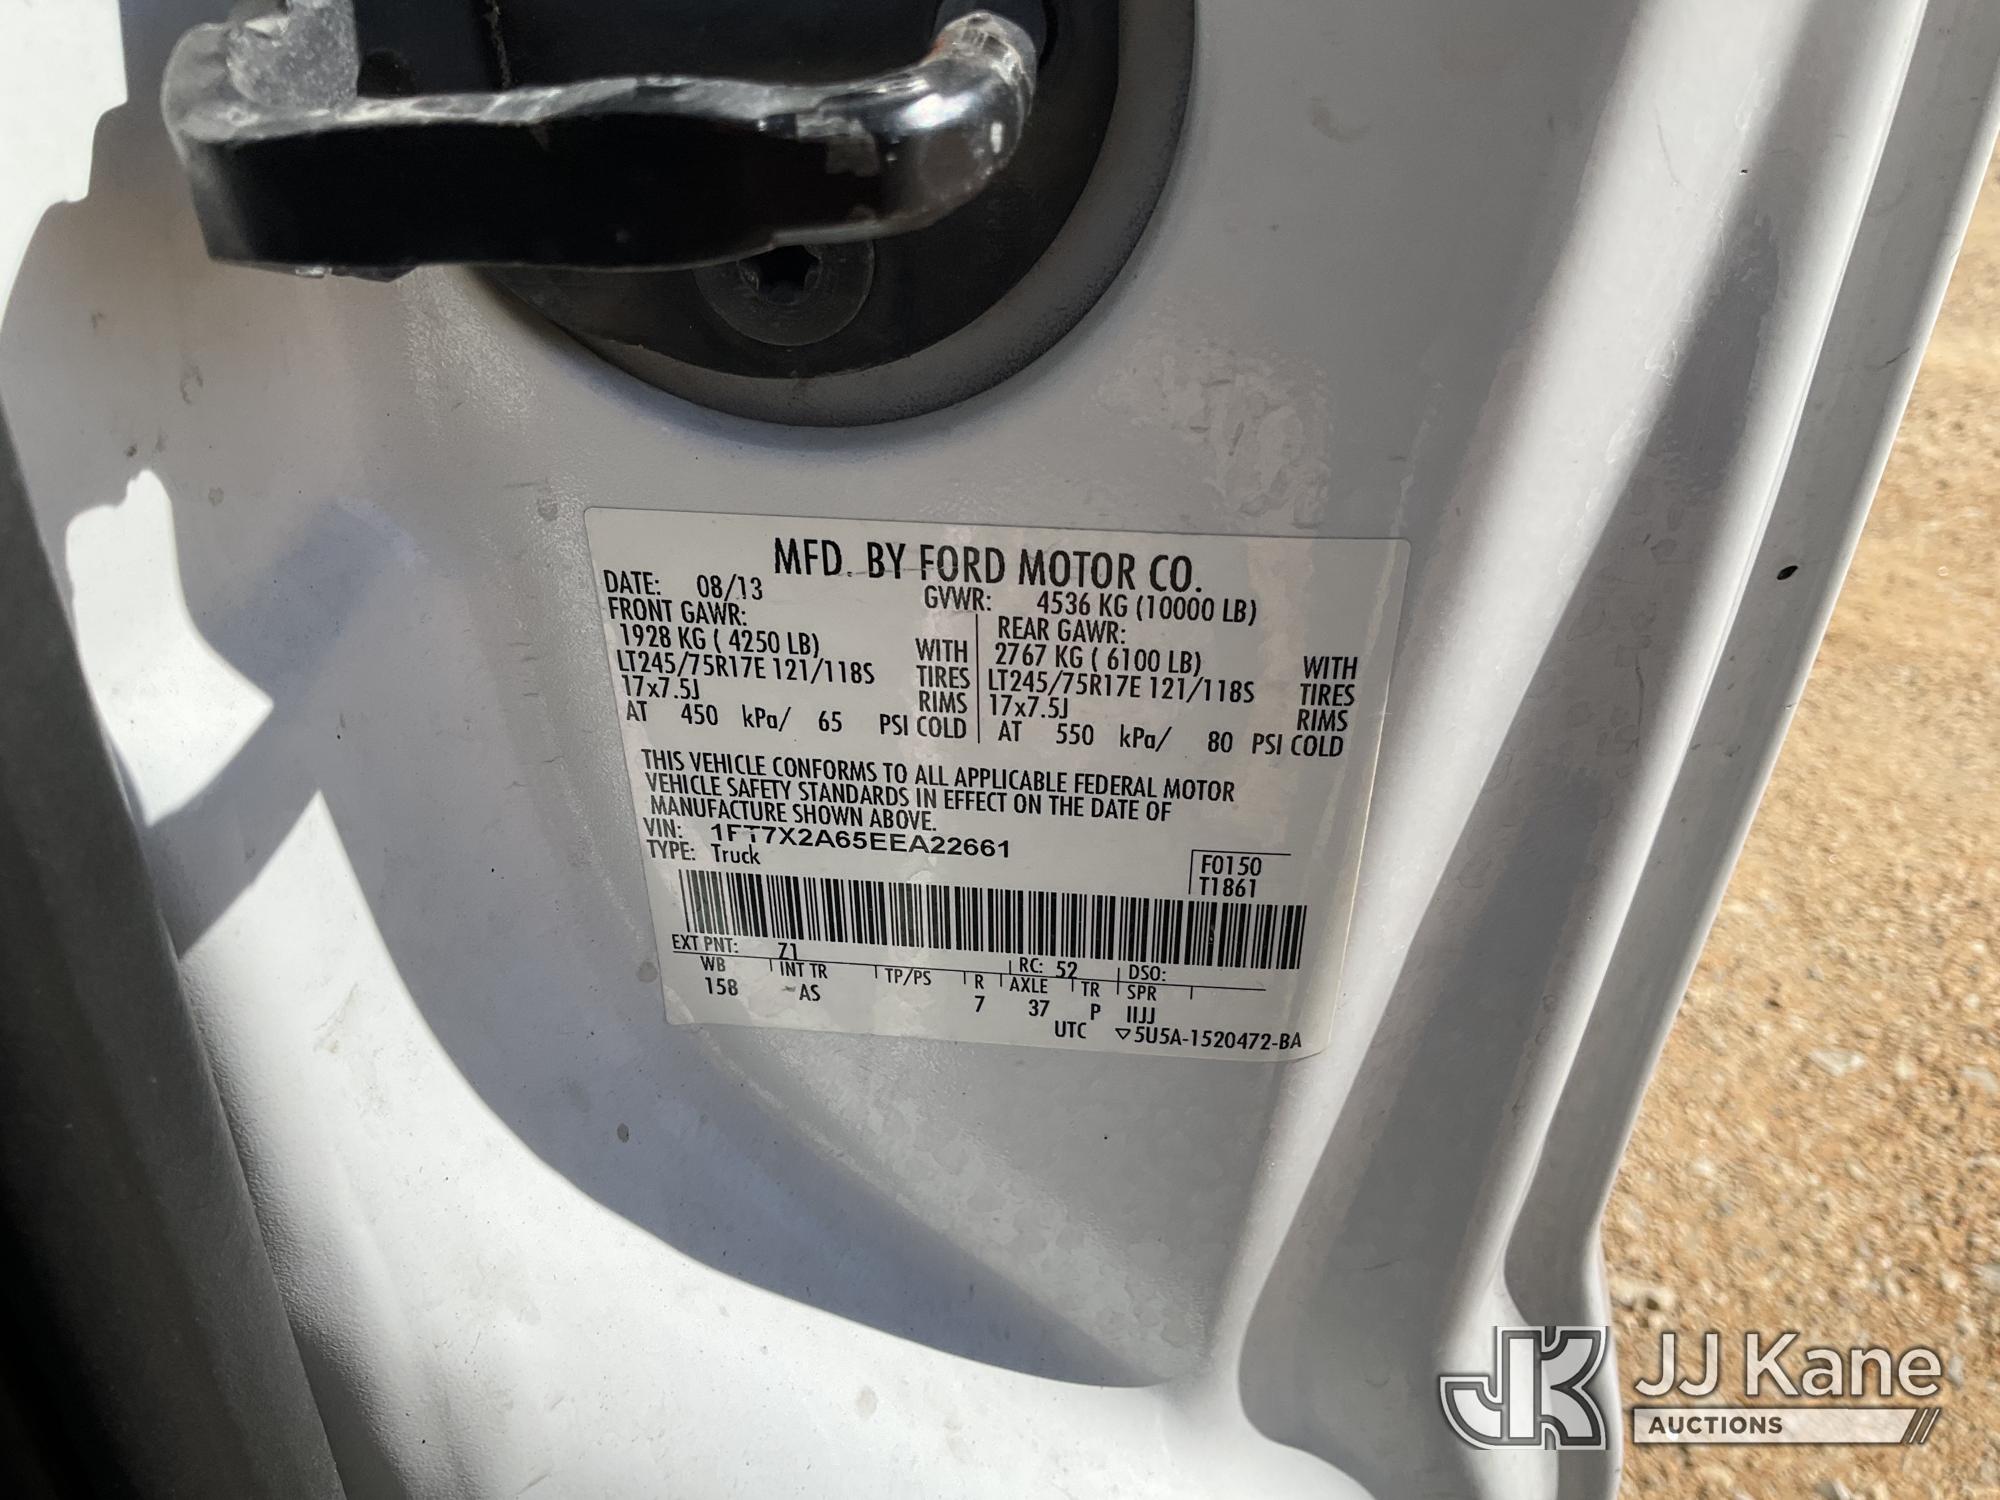 MFD. BY FORD MOTOR CO.
DATE: 08/13 GVWR: 4536 KG (10000 LB)
FRONT GAWR: REAR GAWR:
1928 KG ( 4250 LB) WITH 2767 KG ( 6100 LB) WITH
LT245/75R17E 121/118S TIRES LT245/75R17E 121/118S TIRES
17x7.5J RIMS 17x7.5J RIMS
AT 450 kPa/ 65 PSI COLD AT 550 kPa/ 80 PSI COLD
THIS VEHICLE CONFORMS TO ALL APPLICABLE FEDERAL MOTOR
VEHICLE SAFETY STANDARDS IN EFFECT ON THE DATE OF
MANUFACTURE SHOWN ABOVE.
VIN: 1FT7X2A65EEA22661
TYPE: Truck F0150
T1861
EXT PNT: Z1 RC: 52 DSO:
WB INT TR TP/PS R AXLE TR SPR
158 AS 7 37 P IIJJ
UTC ▽5U5A-1520472-BA
JK JJ Kane
AUCTIONS